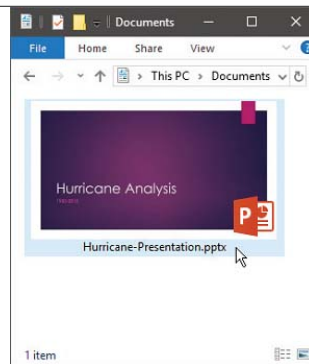 Documents
File Home Share View
This PC > Documents
Hurricane Analysis
P
Hurricane-Presentation.pptx
1 item